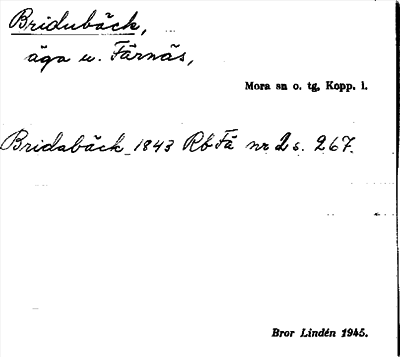 Bridubäck,
äga u. Färnäs,
Mora sn o. tg, Kopp. l.
Bridabäck 1843 Rb Fä nr 2 s. 267.
Bror Lindén 1945.